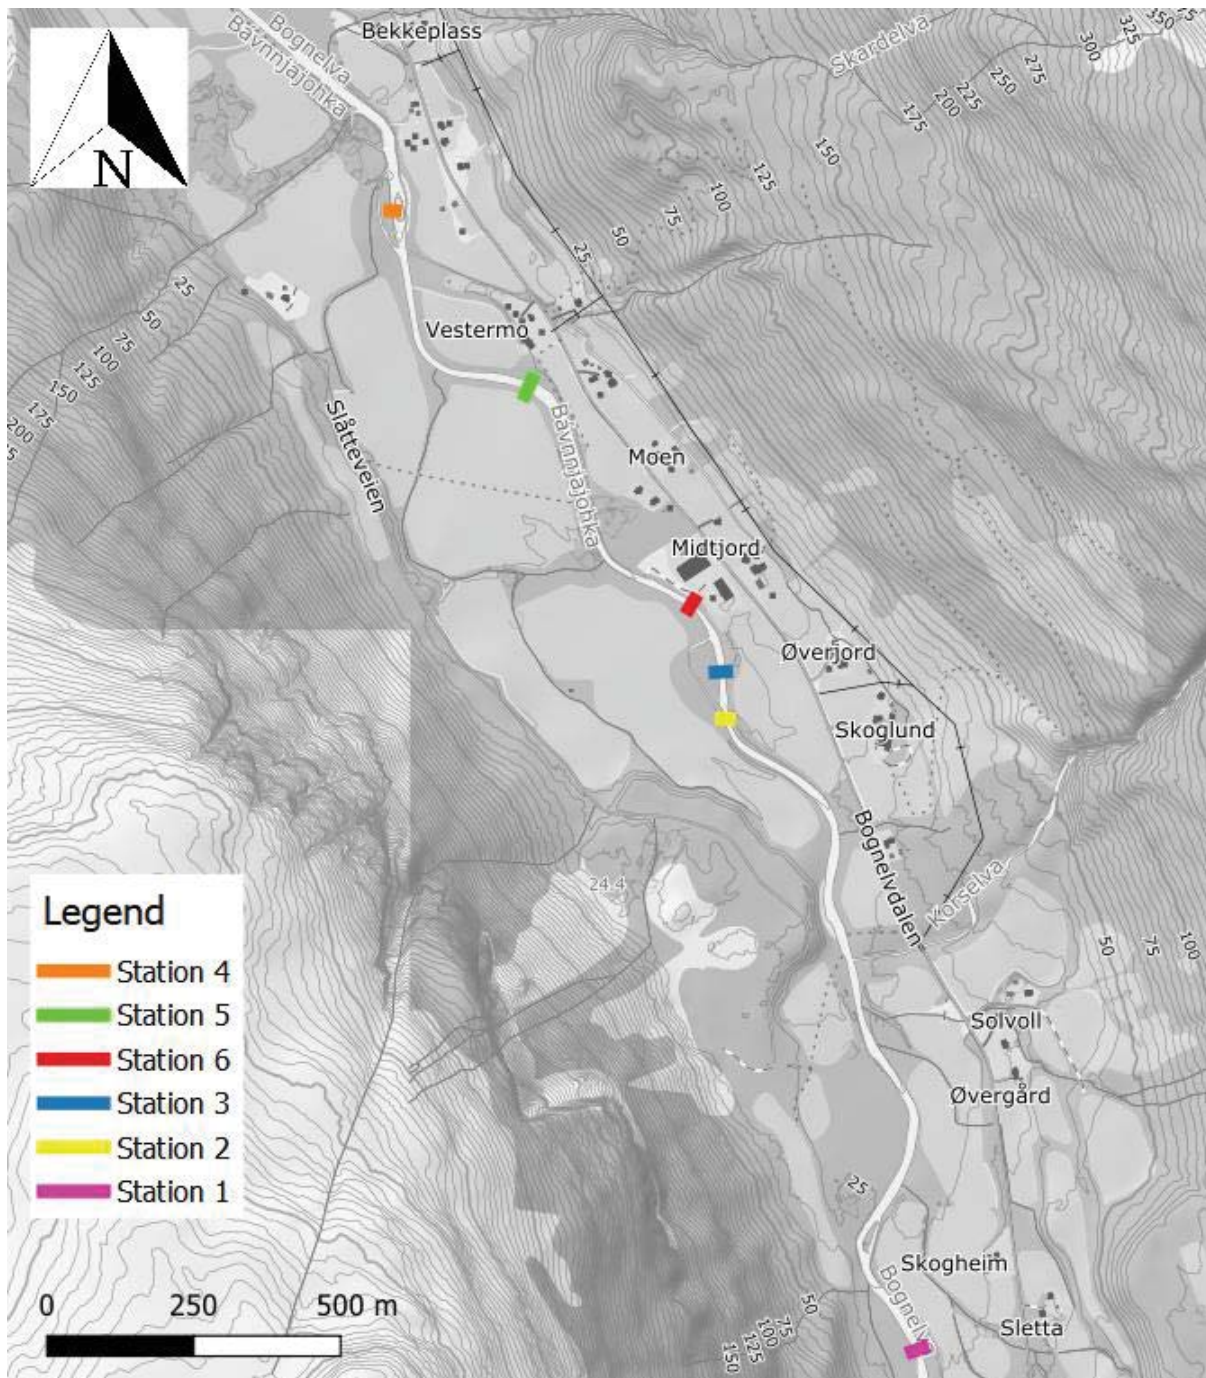 Bekkeplass
Bognelva
Bávnnjajohka
Skardelva
325
350
300
275
250
225
200
175
150
125
100
75
50
25
N
25
50
75
100
125
150
175
200
Vestermo
Slåtteveien
Bávnnjajohka
Moen
Midtjord
Øverjord
Skoglund
Bognelvdalen
Korselva
24.4
50
75
100
Solvoll
Øvergård
25
Skogheim
Bognelva
Sletta
50
75
100
125
150
Legend
Station 4
Station 5
Station 6
Station 3
Station 2
Station 1
0 250 500 m